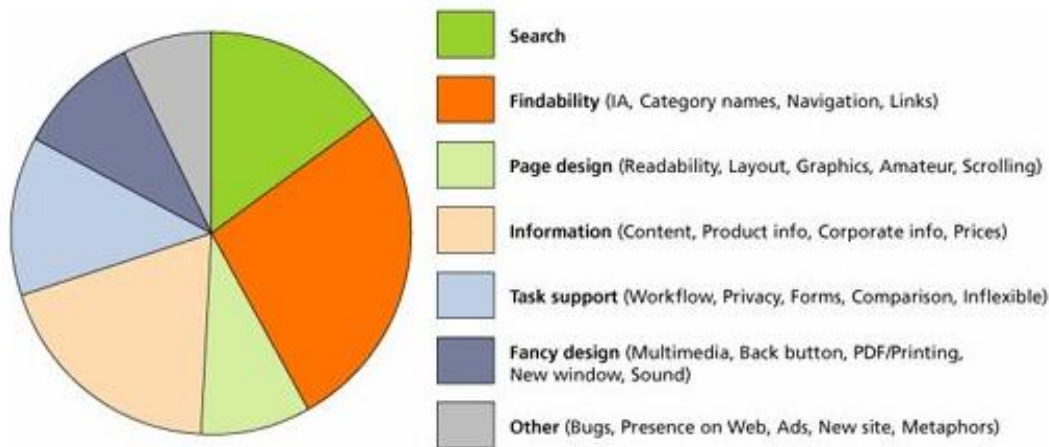 Search
Findability (IA, Category names, Navigation, Links)
Page design (Readability, Layout, Graphics, Amateur, Scrolling)
Information (Content, Product info, Corporate info, Prices)
Task support (Workflow, Privacy, Forms, Comparison, Inflexible)
Fancy design (Multimedia, Back button, PDF/Printing,
New window, Sound)
Other (Bugs, Presence on Web, Ads, New site, Metaphors)